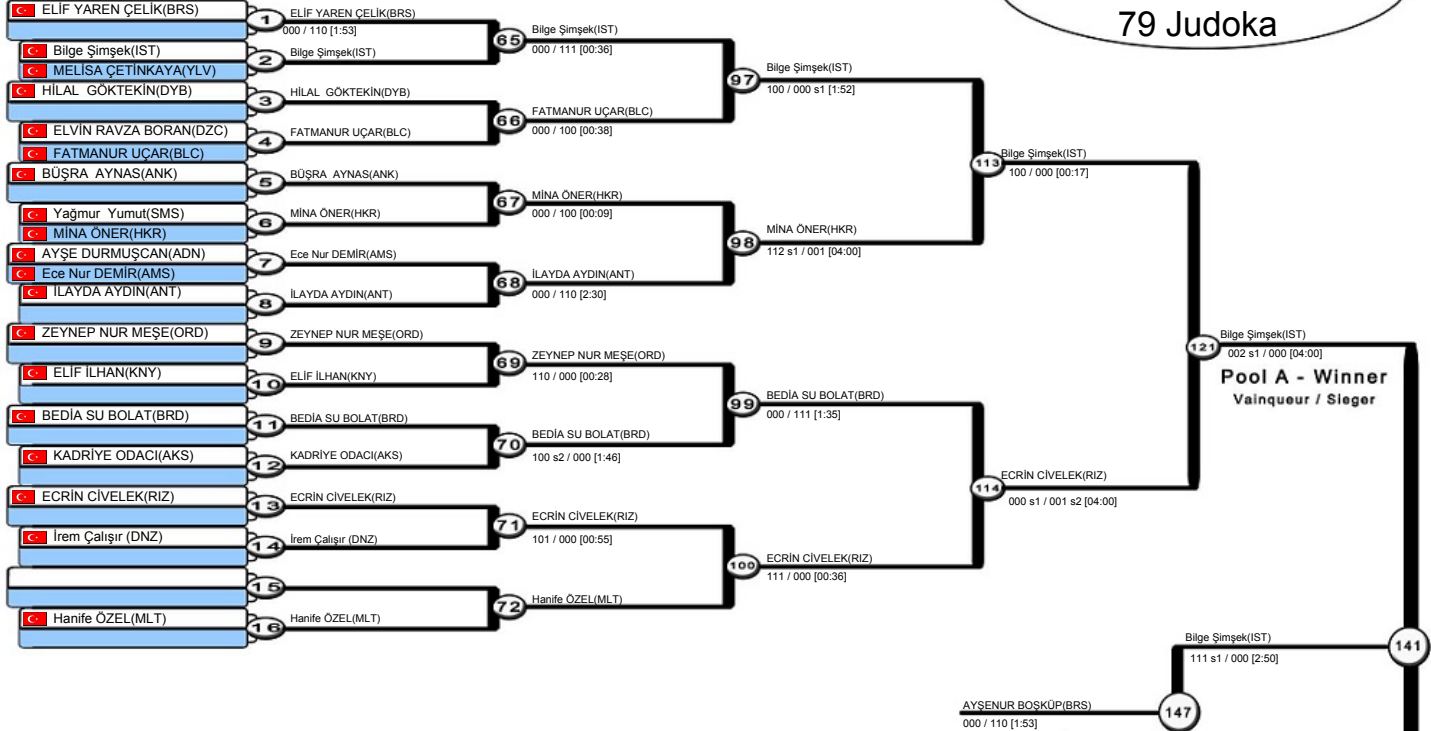 79 Judoka
ELİF YAREN ÇELİK(BRS)
Bilge Şimşek(IST)
MELİSA ÇETİNKAYA(YLV)
HİLAL GÖKTEKİN(DYB)
ELVİN RAVZA BORAN(DZC)
FATMANUR UÇAR(BLC)
BÜŞRA AYNAS(ANK)
Yağmur Yumut(SMS)
MİNA ÖNER(HKR)
AYŞE DURMUŞCAN(ADN)
Ece Nur DEMİR(AMS)
İLAYDA AYDIN(ANT)
ZEYNEP NUR MEŞE(ORD)
ELİF İLHAN(KNY)
BEDİA SU BOLAT(BRD)
KADRİYE ODACI(AKS)
ECRİN CİVELEK(RIZ)
İrem Çalışır (DNZ)
Hanife ÖZEL(MLT)
1
ELİF YAREN ÇELİK(BRS)
000 / 110 [1:53]
2
Bilge Şimşek(IST)
3
HİLAL GÖKTEKİN(DYB)
4
FATMANUR UÇAR(BLC)
5
BÜŞRA AYNAS(ANK)
6
MİNA ÖNER(HKR)
7
Ece Nur DEMİR(AMS)
8
İLAYDA AYDIN(ANT)
9
ZEYNEP NUR MEŞE(ORD)
10
ELİF İLHAN(KNY)
11
BEDİA SU BOLAT(BRD)
12
KADRİYE ODACI(AKS)
13
ECRİN CİVELEK(RIZ)
14
İrem Çalışır (DNZ)
15
16
Hanife ÖZEL(MLT)
65
Bilge Şimşek(IST)
000 / 111 [00:36]
66
FATMANUR UÇAR(BLC)
000 / 100 [00:38]
67
MİNA ÖNER(HKR)
000 / 100 [00:09]
68
İLAYDA AYDIN(ANT)
000 / 110 [2:30]
69
ZEYNEP NUR MEŞE(ORD)
110 / 000 [00:28]
70
BEDİA SU BOLAT(BRD)
100 s2 / 000 [1:46]
71
ECRİN CİVELEK(RIZ)
101 / 000 [00:55]
72
Hanife ÖZEL(MLT)
97
Bilge Şimşek(IST)
100 / 000 s1 [1:52]
98
MİNA ÖNER(HKR)
112 s1 / 001 [04:00]
99
BEDİA SU BOLAT(BRD)
000 / 111 [1:35]
100
ECRİN CİVELEK(RIZ)
111 / 000 [00:36]
113
Bilge Şimşek(IST)
100 / 000 [00:17]
114
ECRİN CİVELEK(RIZ)
000 s1 / 001 s2 [04:00]
121
Bilge Şimşek(IST)
002 s1 / 000 [04:00]
Pool A - Winner
Vainqueur / Sieger
Bilge Şimşek(IST)
111 s1 / 000 [2:50]
141
AYŞENUR BOŞKÜP(BRS)
000 / 110 [1:53]
147